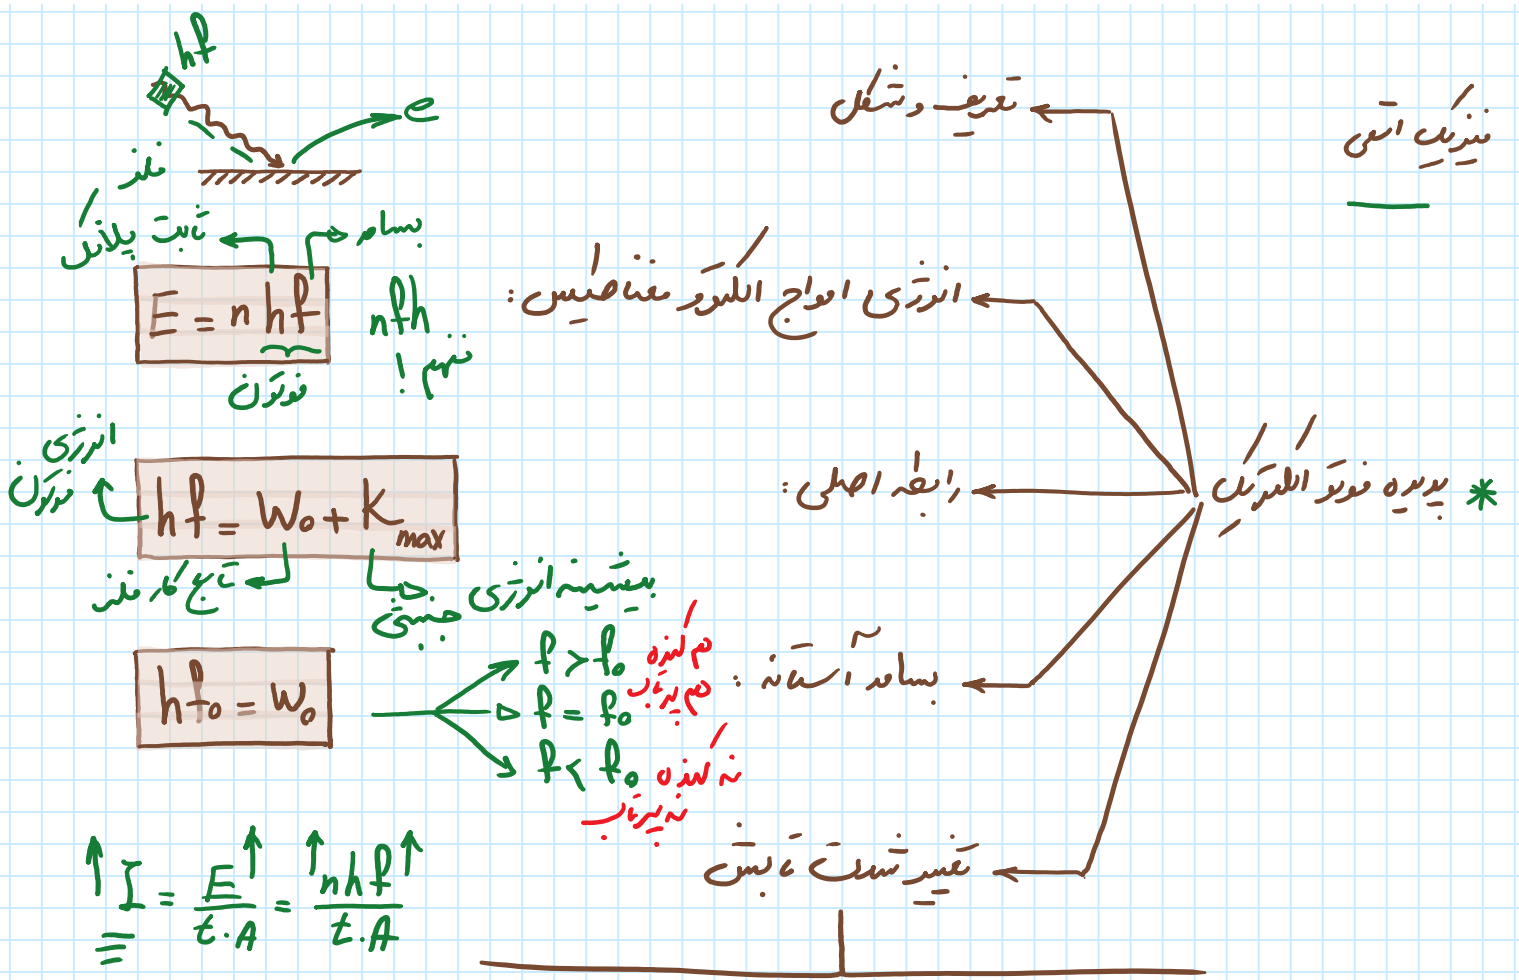 فیزیک اتمی
* پدیده فوتوالکتریک
تعریف و شکل
hf
e
فلز
انرژی امواج الکترومغناطیس:
ثابت پلانک
بسامد
E = nhf
فوتون
nfh
نفهم!
رابطه اصلی:
hf = W₀ + K max
انرژی فوتون
تابع کار فلز
بیشینه انرژی جنبشی
بسامد آستانه:
hf₀ = W₀
f > f₀ هم کنده هم پرتاب
f = f₀
f < f₀ نه کنده نه پرتاب
تغییر شدت تابش
I = E / t.A = nhf / t.A